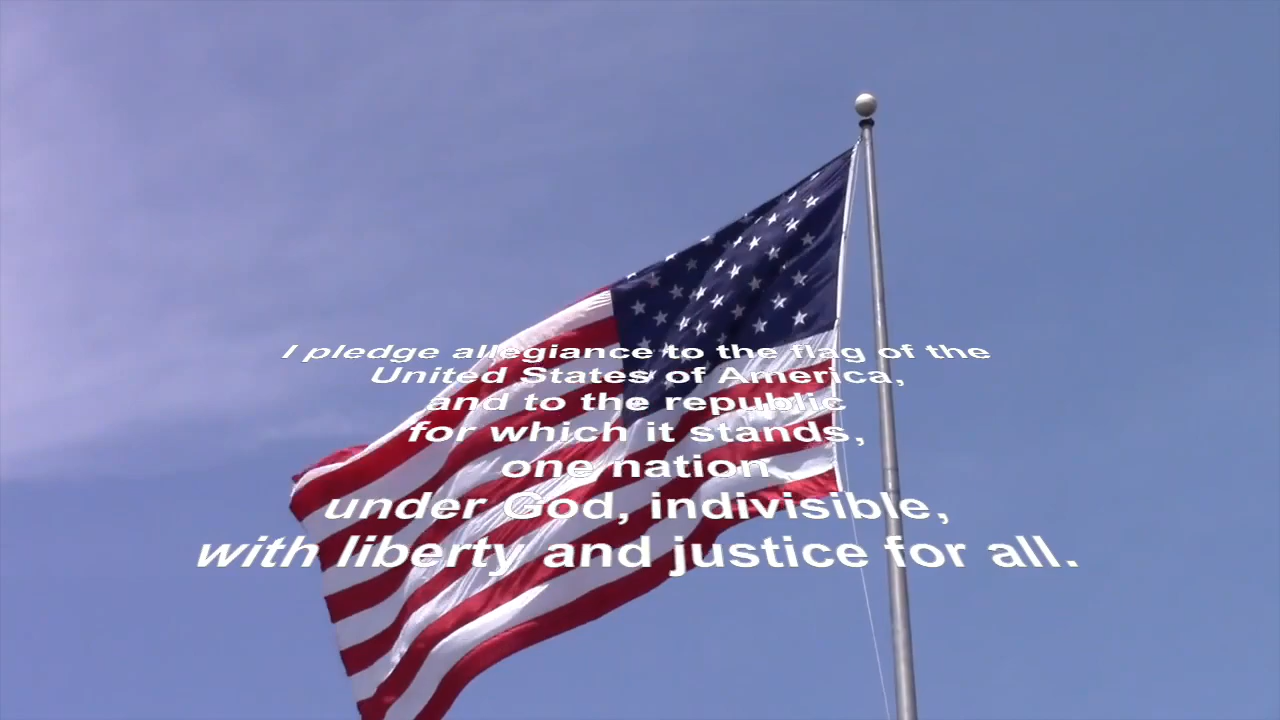 I pledge allegiance to the flag of the
United States of America,
and to the republic
for which it stands,
one nation
under God, indivisible,
with liberty and justice for all.